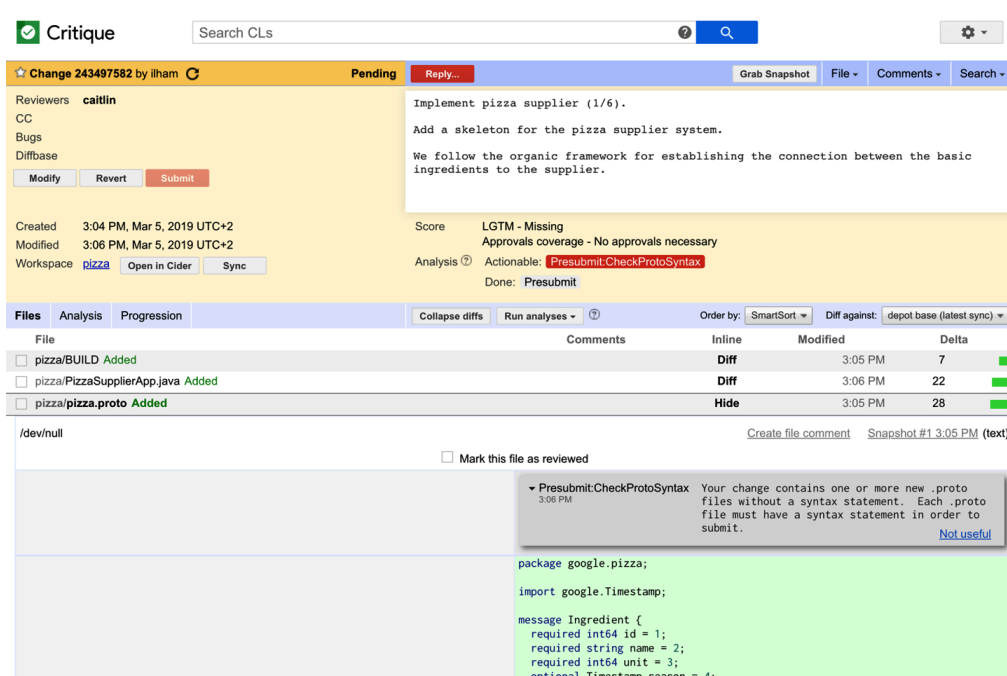 Critique
Search CLs
Change 243497582 by ilham Pending Reply... Grab Snapshot File Comments Search
Reviewers caitlin
CC
Bugs
Diffbase
Modify Revert Submit
Implement pizza supplier (1/6).
Add a skeleton for the pizza supplier system.
We follow the organic framework for establishing the connection between the basic
ingredients to the supplier.
Created 3:04 PM, Mar 5, 2019 UTC+2
Modified 3:06 PM, Mar 5, 2019 UTC+2
Workspace pizza Open in Cider Sync
Score LGTM - Missing
Approvals coverage - No approvals necessary
Analysis ? Actionable: Presubmit:CheckProtoSyntax
Done: Presubmit
Files Analysis Progression Collapse diffs Run analyses ? Order by: SmartSort Diff against: depot base (latest sync)
File Comments Inline Modified Delta
pizza/BUILD Added Diff 3:05 PM 7
pizza/PizzaSupplierApp.java Added Diff 3:06 PM 22
pizza/pizza.proto Added Hide 3:05 PM 28
/dev/null Create file comment Snapshot #1 3:05 PM (text)
Mark this file as reviewed
Presubmit:CheckProtoSyntax
3:06 PM
Your change contains one or more new .proto
files without a syntax statement. Each .proto
file must have a syntax statement in order to
submit.
Not useful
package google.pizza;
import google.Timestamp;
message Ingredient {
required int64 id = 1;
required string name = 2;
required int64 unit = 3;
optional Timestamp season = 4;